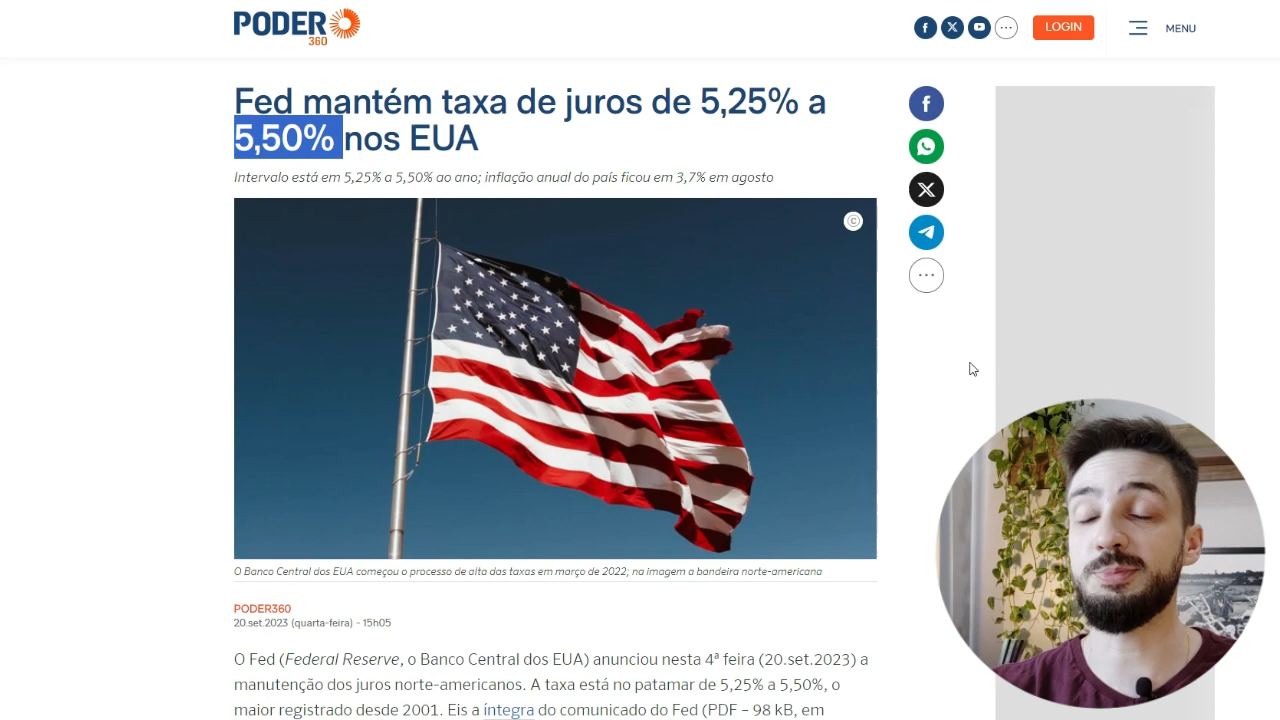 PODER
360
LOGIN
MENU
Fed mantém taxa de juros de 5,25% a
5,50% nos EUA
Intervalo está em 5,25% a 5,50% ao ano; inflação anual do país ficou em 3,7% em agosto
©
O Banco Central dos EUA começou o processo de alta das taxas em março de 2022; na imagem a bandeira norte-americana
PODER360
20.set.2023 (quarta-feira) - 15h05
O Fed (Federal Reserve, o Banco Central dos EUA) anunciou nesta 4ª feira (20.set.2023) a
manutenção dos juros norte-americanos. A taxa está no patamar de 5,25% a 5,50%, o
maior registrado desde 2001. Eis a íntegra do comunicado do Fed (PDF – 98 kB, em